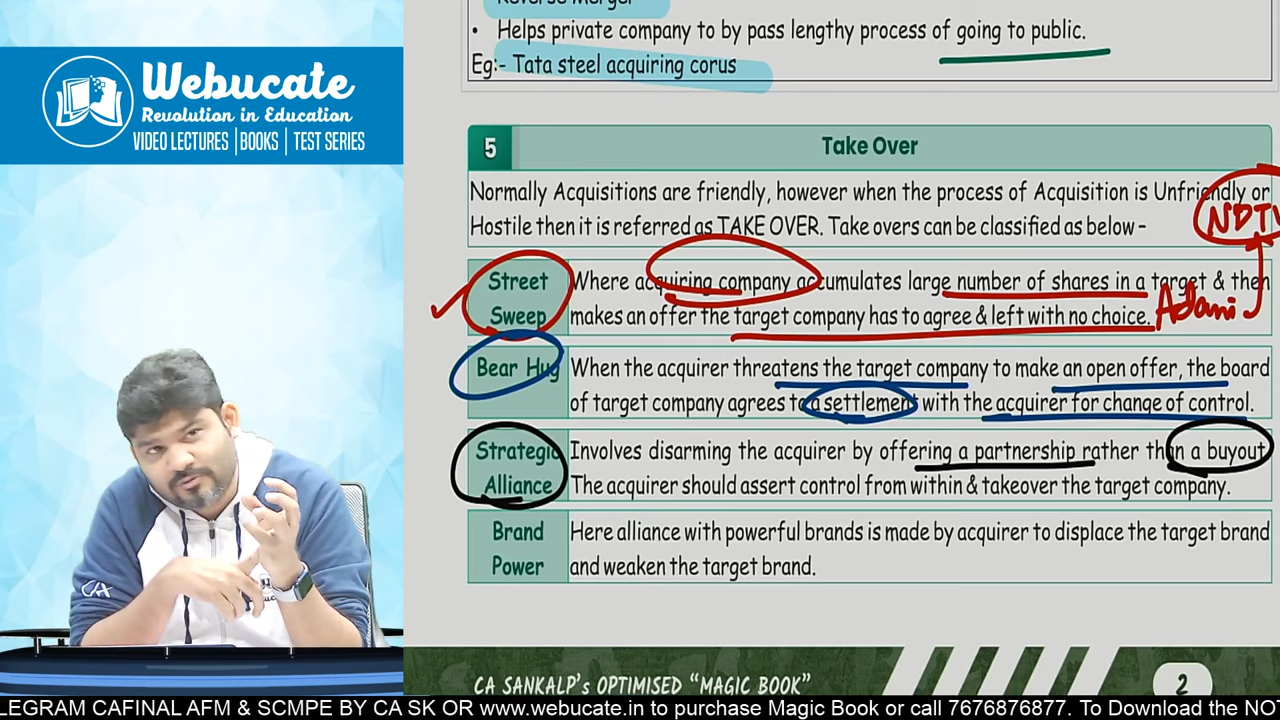 Webucate
Revolution in Education
VIDEO LECTURES | BOOKS | TEST SERIES
Reverse Merger
• Helps private company to by pass lengthy process of going to public.
Eg:- Tata steel acquiring corus
5 Take Over
Normally Acquisitions are friendly, however when the process of Acquisition is Unfriendly or
Hostile then it is referred as TAKE OVER. Take overs can be classified as below –
NDTV
Street Sweep
Where acquiring company accumulates large number of shares in a target & then
makes an offer the target company has to agree & left with no choice.
Adani
Bear Hug
When the acquirer threatens the target company to make an open offer, the board
of target company agrees to a settlement with the acquirer for change of control.
Strategic Alliance
Involves disarming the acquirer by offering a partnership rather than a buyout
The acquirer should assert control from within & takeover the target company.
Brand Power
Here alliance with powerful brands is made by acquirer to displace the target brand
and weaken the target brand.
CA
CA SANKALP's OPTIMISED "MAGIC BOOK"
2
LEGRAM CAFINAL AFM & SCMPE BY CA SK OR www.webucate.in to purchase Magic Book or call 7676876877. To Download the NO